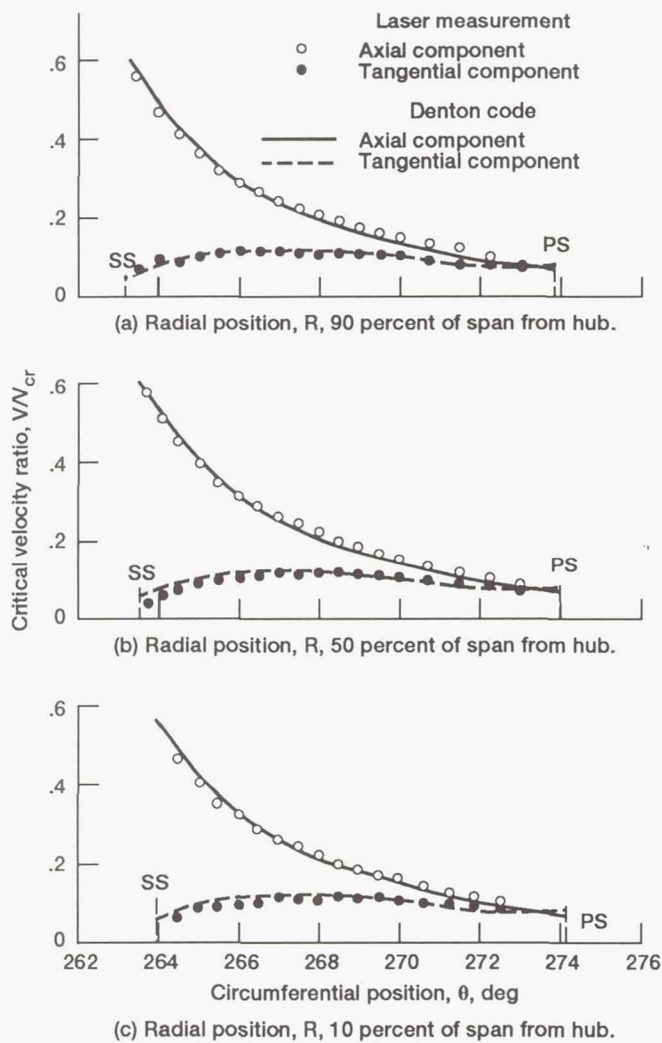 Laser measurement
Axial component
Tangential component
Denton code
Axial component
Tangential component
.6
.4
.2
0
SS
PS
(a) Radial position, R, 90 percent of span from hub.
Critical velocity ratio, V/V_cr
.6
.4
.2
0
SS
PS
(b) Radial position, R, 50 percent of span from hub.
.6
.4
.2
0
SS
PS
262 264 266 268 270 272 274 276
Circumferential position, θ, deg
(c) Radial position, R, 10 percent of span from hub.